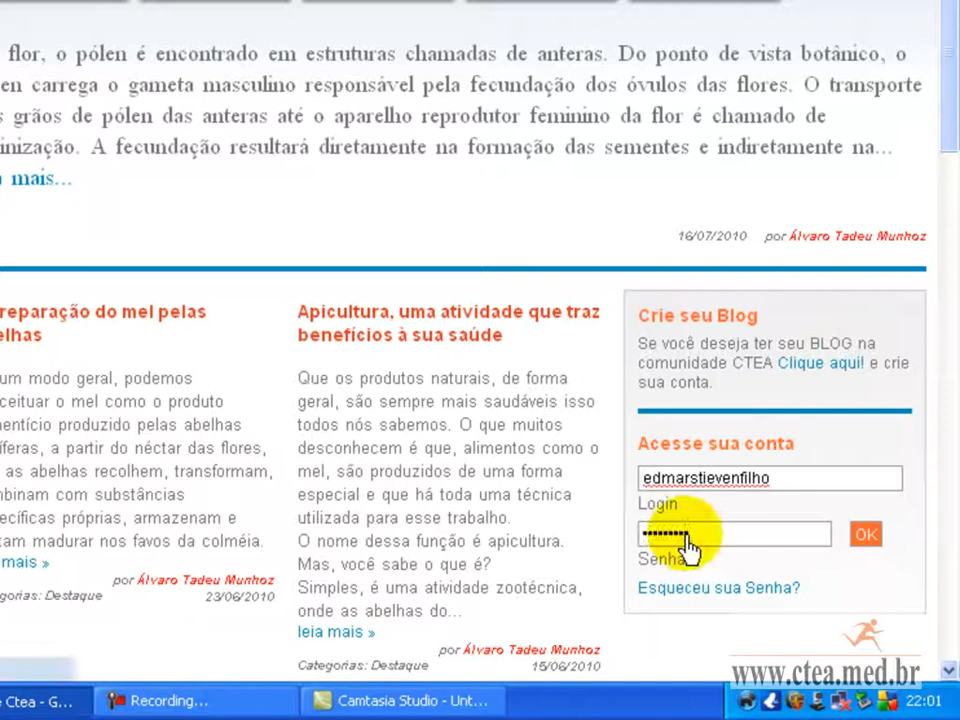 flor, o pólen é encontrado em estruturas chamadas de anteras. Do ponto de vista botânico, o
en carrega o gameta masculino responsável pela fecundação dos óvulos das flores. O transporte
s grãos de pólen das anteras até o aparelho reprodutor feminino da flor é chamado de
inização. A fecundação resultará diretamente na formação das sementes e indiretamente na...
mais...
16/07/2010 por Álvaro Tadeu Munhoz
reparação do mel pelas
elhas
um modo geral, podemos
ceituar o mel como o produto
mentício produzido pelas abelhas
íferas, a partir do néctar das flores,
as abelhas recolhem, transformam,
mbinam com substâncias
pecíficas próprias, armazenam e
tam madurar nos favos da colméia.
mais »
por Álvaro Tadeu Munhoz
egorias: Destaque 23/06/2010
Apicultura, uma atividade que traz
benefícios à sua saúde
Que os produtos naturais, de forma
geral, são sempre mais saudáveis isso
todos nós sabemos. O que muitos
desconhecem é que, alimentos como o
mel, são produzidos de uma forma
especial e que há toda uma técnica
utilizada para esse trabalho.
O nome dessa função é apicultura.
Mas, você sabe o que é?
Simples, é uma atividade zootécnica,
onde as abelhas do...
leia mais »
por Álvaro Tadeu Munhoz
Categorias: Destaque 15/06/2010
Crie seu Blog
Se você deseja ter seu BLOG na
comunidade CTEA Clique aqui! e crie
sua conta.
Acesse sua conta
edmarstievenfilho
Login
OK
Senha
Esqueceu sua Senha?
www.ctea.med.br
e Ctea - G...
Recording...
Camtasia Studio - Unt...
22:01